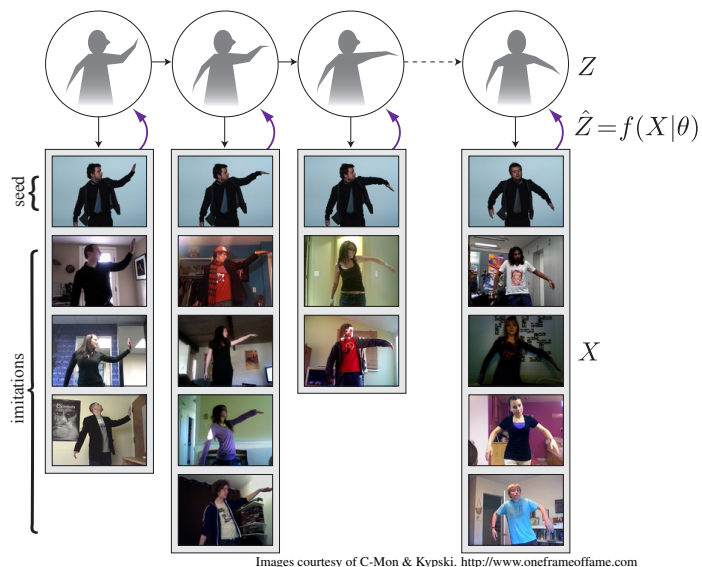 Z
Ẑ = f(X|θ)
seed
imitations
X
Images courtesy of C-Mon & Kypski. http://www.oneframeoffame.com